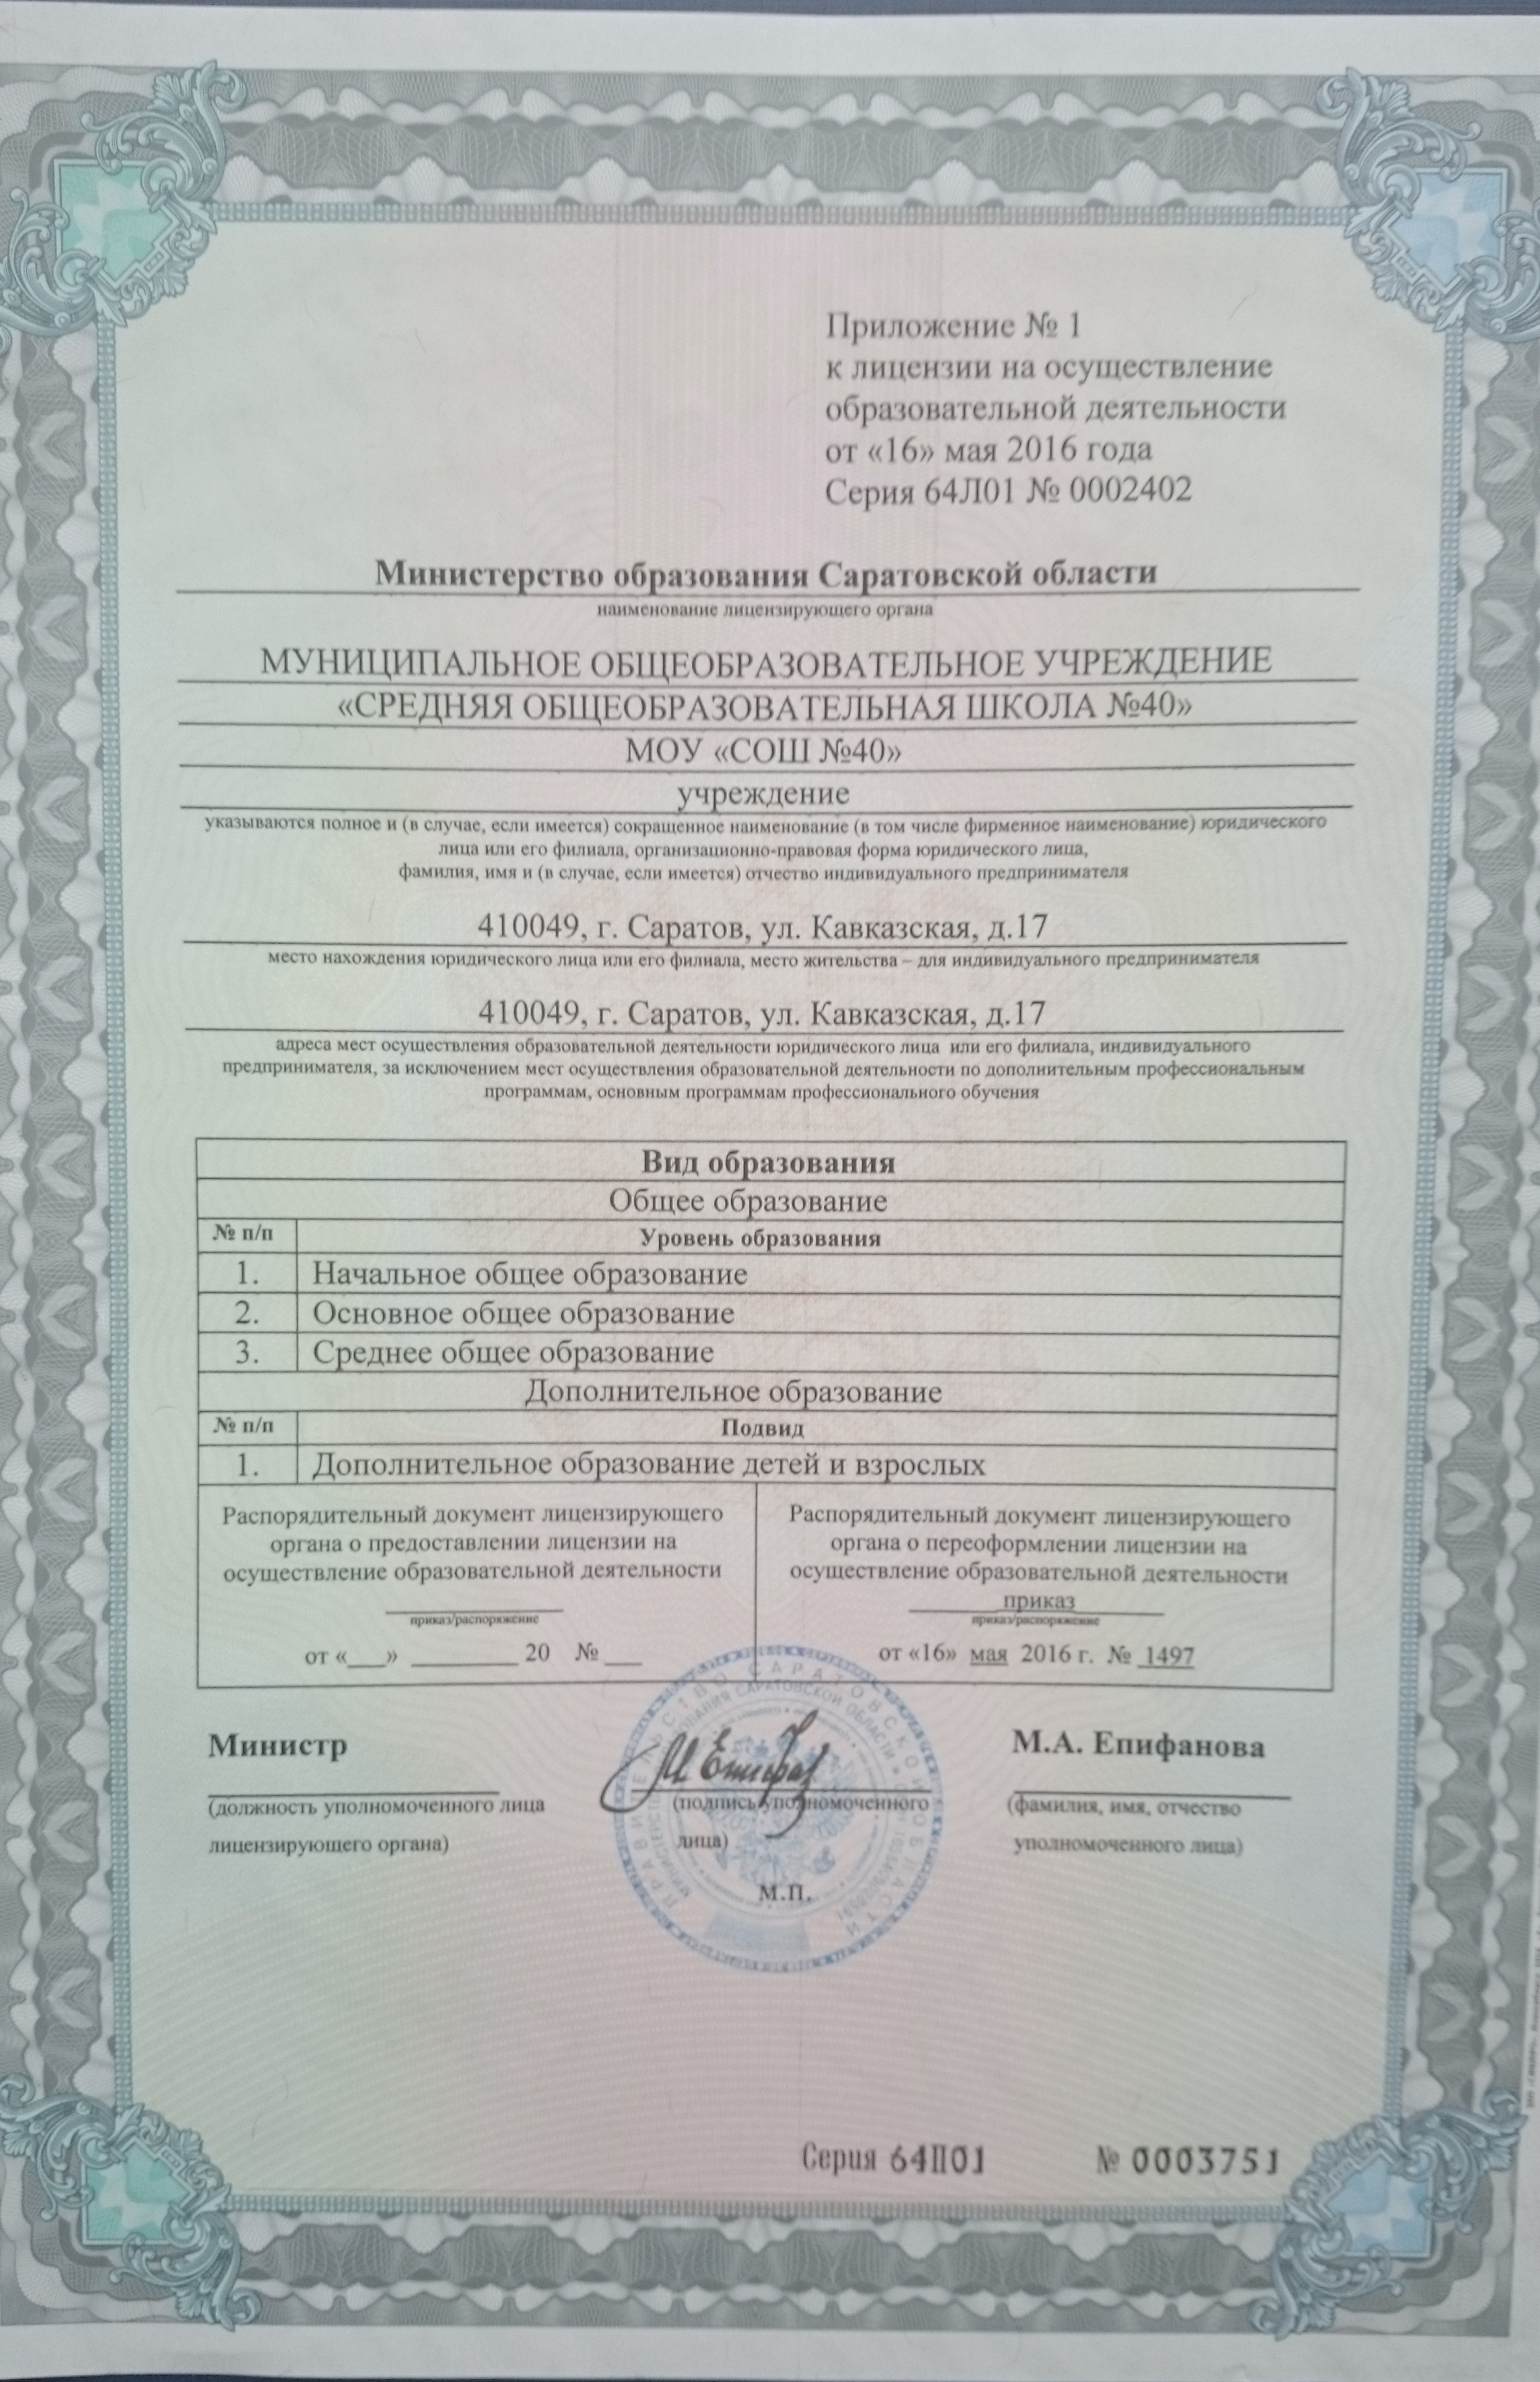 Приложение № 1
к лицензии на осуществление
образовательной деятельности
от «16» мая 2016 года
Серия 64Л01 № 0002402
Министерство образования Саратовской области
наименование лицензирующего органа
МУНИЦИПАЛЬНОЕ ОБЩЕОБРАЗОВАТЕЛЬНОЕ УЧРЕЖДЕНИЕ
«СРЕДНЯЯ ОБЩЕОБРАЗОВАТЕЛЬНАЯ ШКОЛА №40»
МОУ «СОШ №40»
учреждение
указываются полное и (в случае, если имеется) сокращенное наименование (в том числе фирменное наименование) юридического
лица или его филиала, организационно-правовая форма юридического лица,
фамилия, имя и (в случае, если имеется) отчество индивидуального предпринимателя
410049, г. Саратов, ул. Кавказская, д.17
место нахождения юридического лица или его филиала, место жительства – для индивидуального предпринимателя
410049, г. Саратов, ул. Кавказская, д.17
адреса мест осуществления образовательной деятельности юридического лица или его филиала, индивидуального
предпринимателя, за исключением мест осуществления образовательной деятельности по дополнительным профессиональным
программам, основным программам профессионального обучения
Вид образования
Общее образование
№ п/п Уровень образования
1. Начальное общее образование
2. Основное общее образование
3. Среднее общее образование
Дополнительное образование
№ п/п Подвид
1. Дополнительное образование детей и взрослых
Распорядительный документ лицензирующего
органа о предоставлении лицензии на
осуществление образовательной деятельности
приказ/распоряжение
от «___» _________ 20 № ___
Распорядительный документ лицензирующего
органа о переоформлении лицензии на
осуществление образовательной деятельности
приказ
приказ/распоряжение
от «16» мая 2016 г. № 1497
Министр
(должность уполномоченного лица
лицензирующего органа)
(подпись уполномоченного
лица)
М.П.
М.А. Епифанова
(фамилия, имя, отчество
уполномоченного лица)
ПРАВИТЕЛЬСТВО САРАТОВСКОЙ ОБЛАСТИ
МИНИСТЕРСТВО ОБРАЗОВАНИЯ САРАТОВСКОЙ ОБЛАСТИ
Серия 64П01 № 0003751